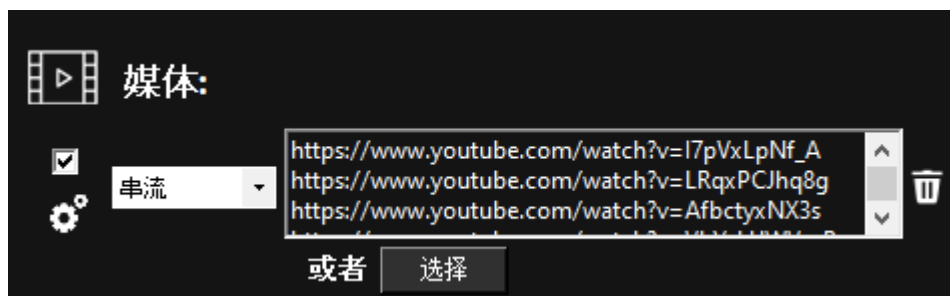 媒体:
串流
https://www.youtube.com/watch?v=I7pVxLpNf_A
https://www.youtube.com/watch?v=LRqxPCJhq8g
https://www.youtube.com/watch?v=AfbctyxNX3s
或者 选择